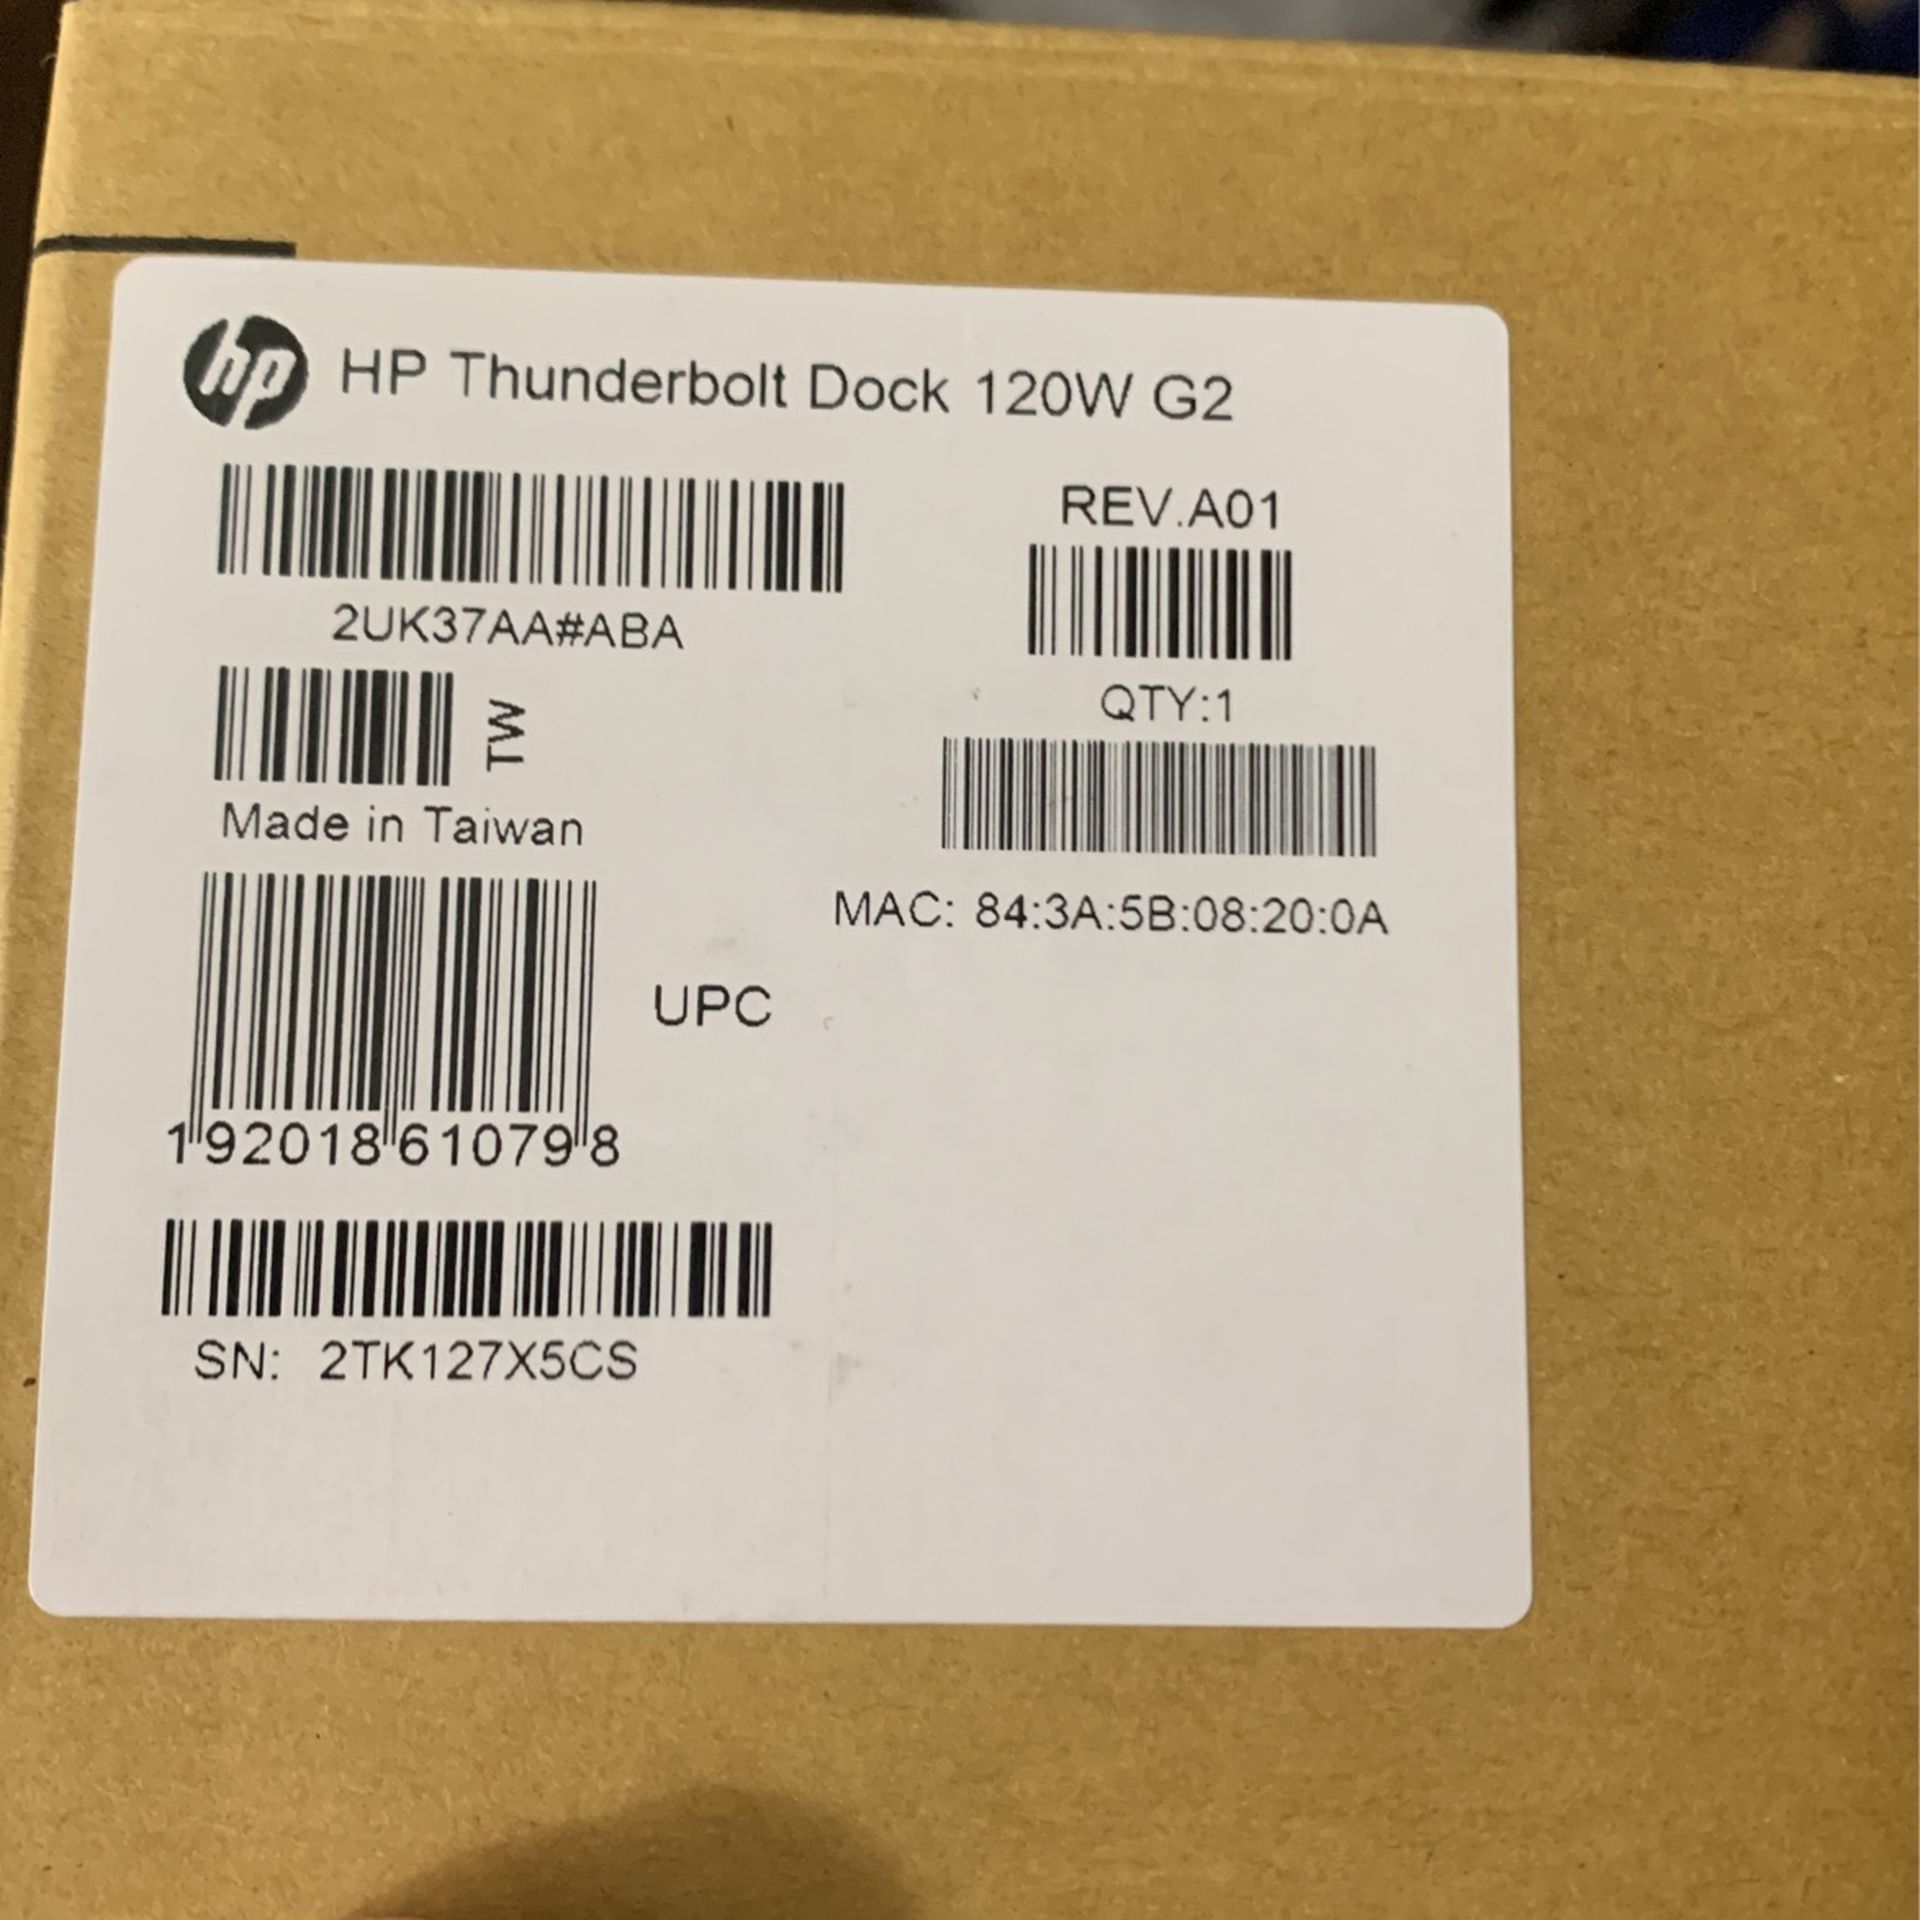 hp HP Thunderbolt Dock 120W G2
REV.A01
2UK37AA#ABA
TW
QTY:1
Made in Taiwan
MAC: 84:3A:5B:08:20:0A
UPC
1 92018 61079 8
SN: 2TK127X5CS